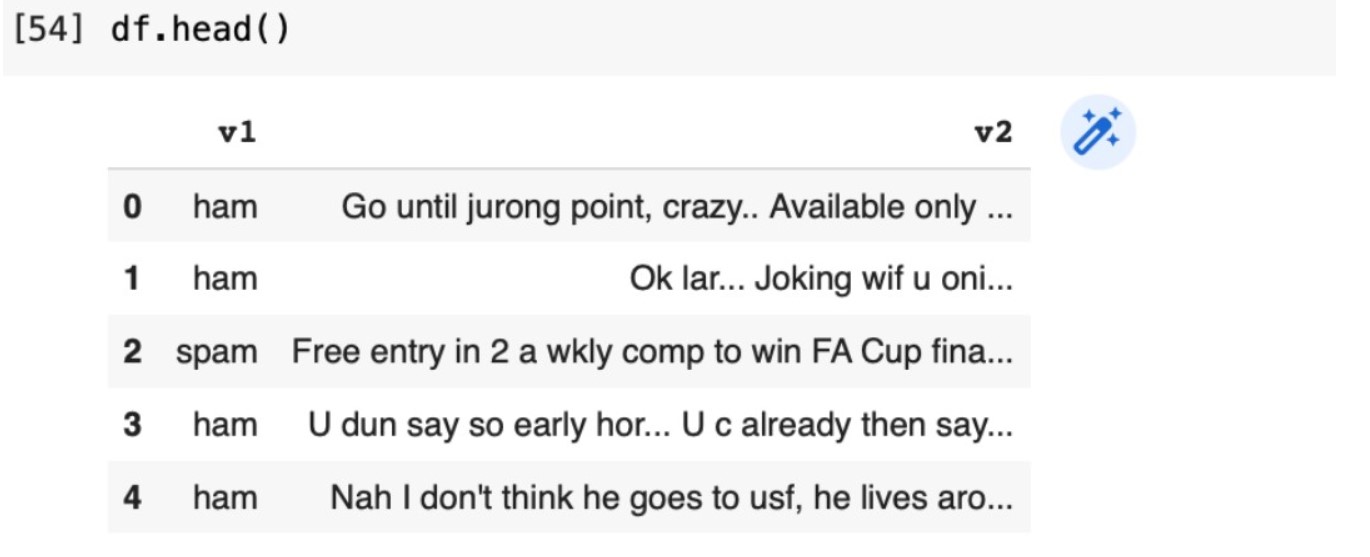 [54] df.head()
v1 v2
0 ham Go until jurong point, crazy.. Available only ...
1 ham Ok lar... Joking wif u oni...
2 spam Free entry in 2 a wkly comp to win FA Cup fina...
3 ham U dun say so early hor... U c already then say...
4 ham Nah I don't think he goes to usf, he lives aro...